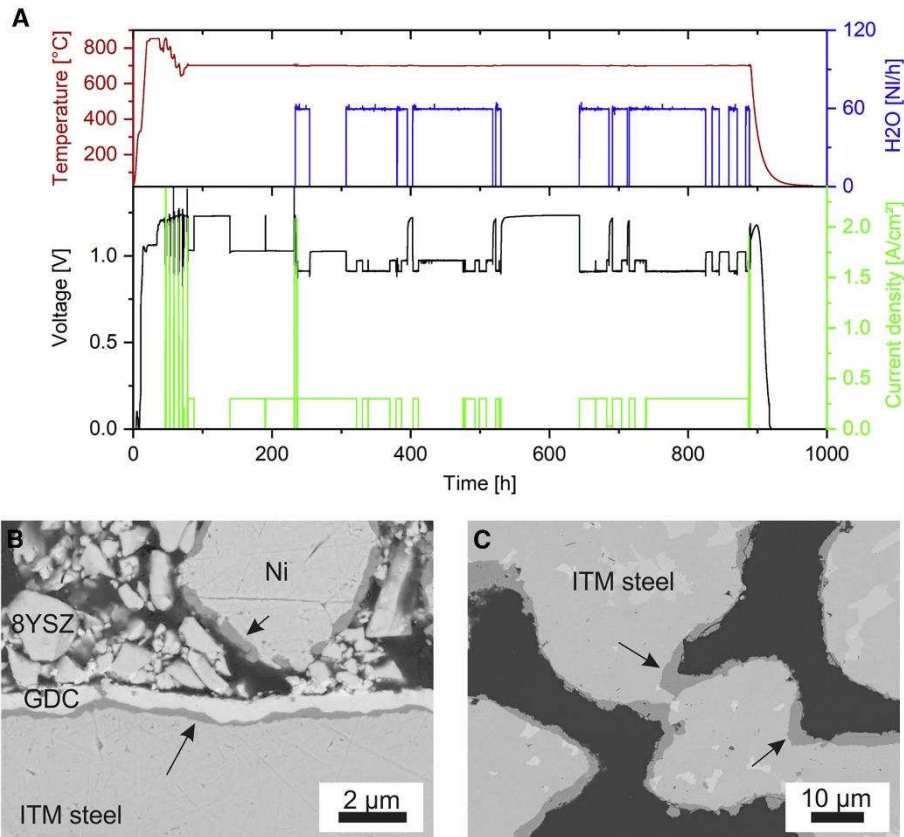 A
Temperature [°C]
800
600
400
200
120
60
0
H2O [Nl/h]
Voltage [V]
1.0
0.5
0.0
2.0
1.5
1.0
0.5
0.0
Current density [A/cm²]
0
200
400
600
800
1000
Time [h]
B
Ni
8YSZ
GDC
ITM steel
2 µm
C
ITM steel
10 µm